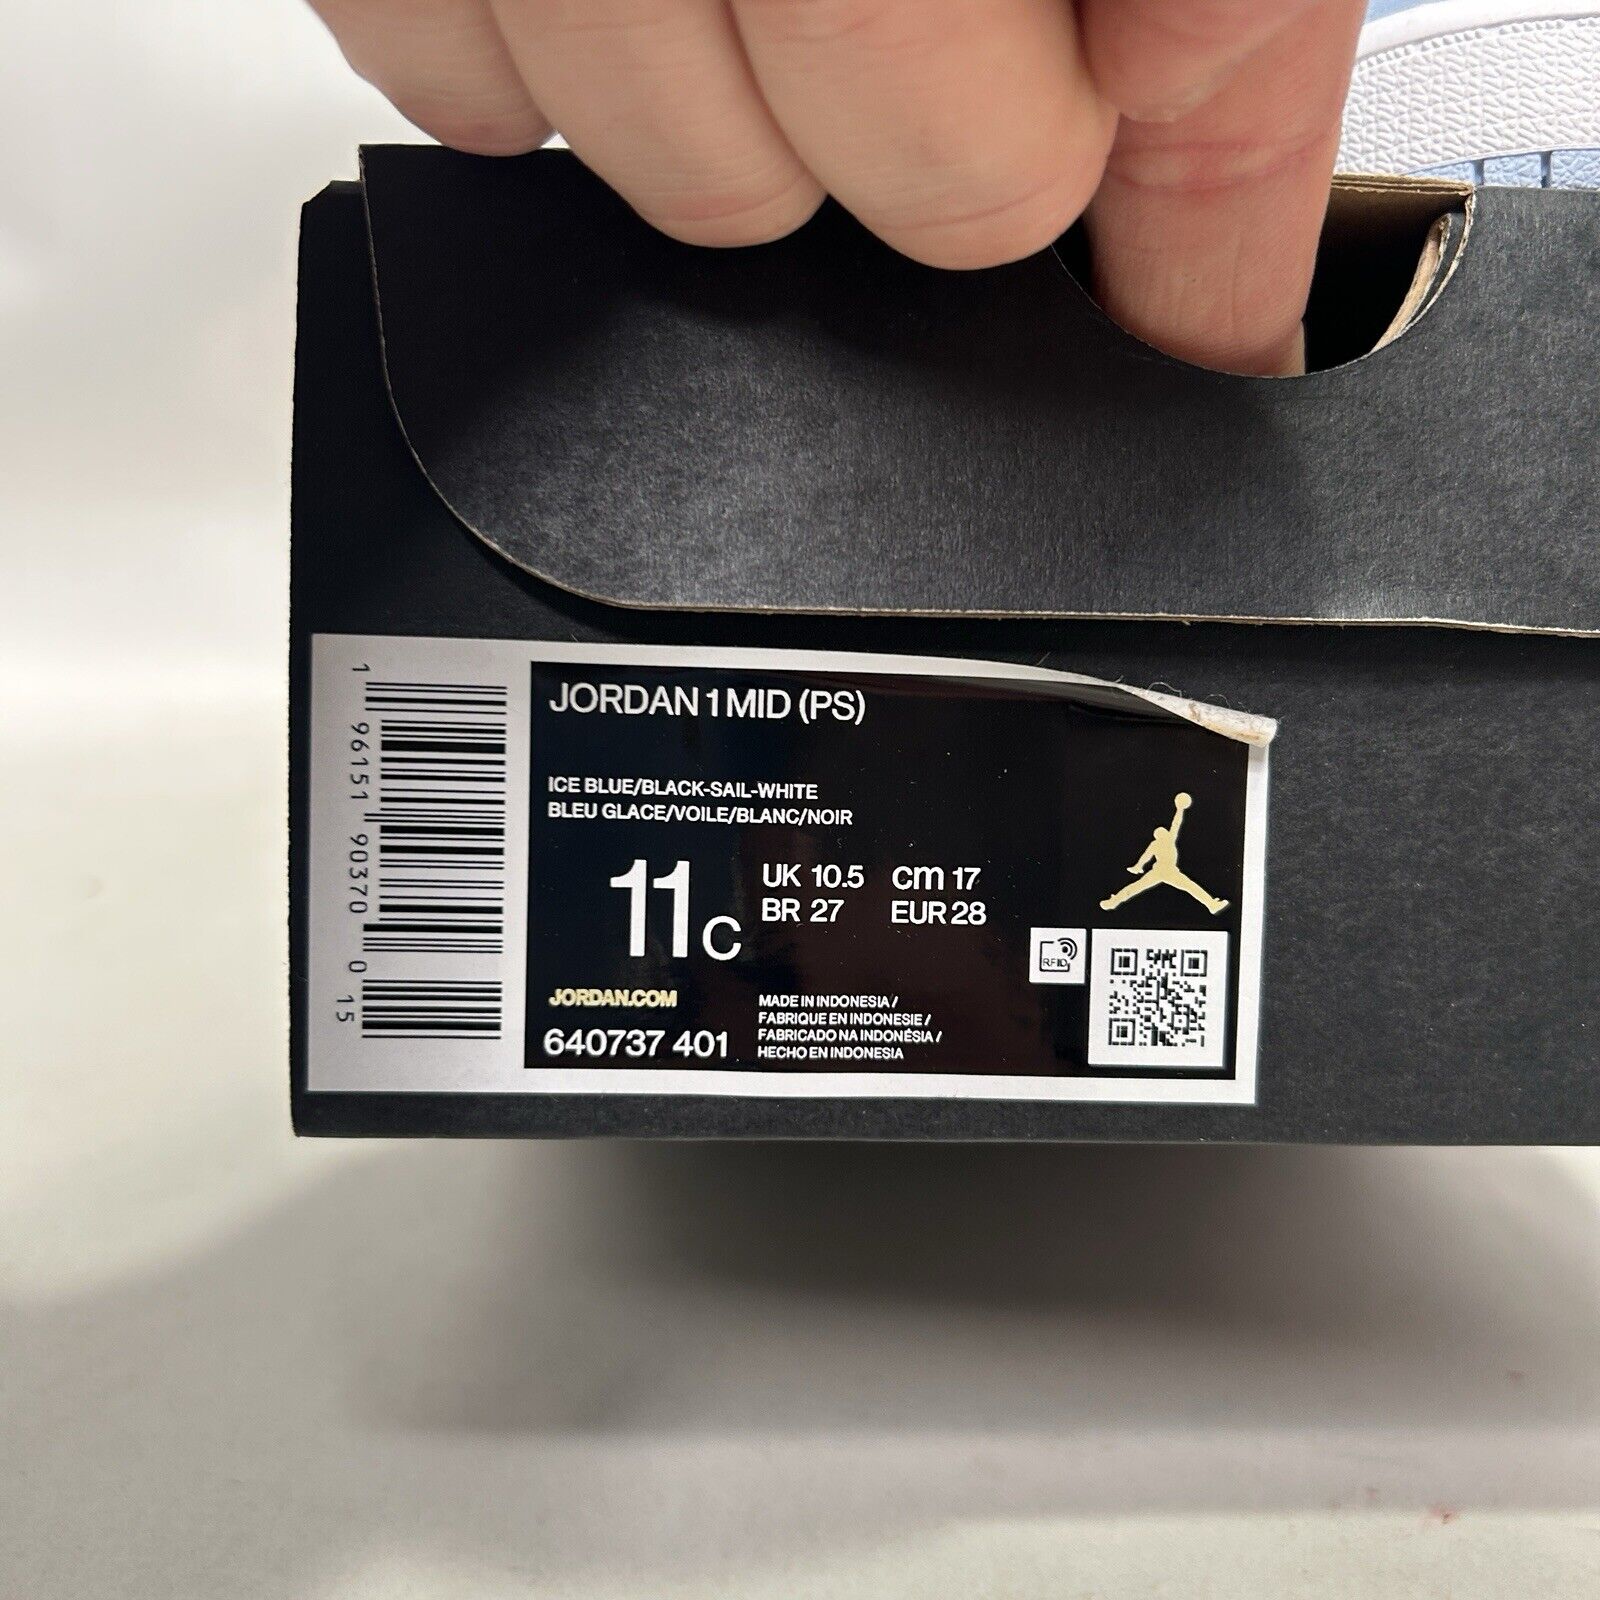 JORDAN 1 MID (PS)
ICE BLUE/BLACK-SAIL-WHITE
BLEU GLACE/VOILE/BLANC/NOIR
11C
UK 10.5 cm 17
BR 27 EUR 28
RFID
JORDAN.COM
640737 401
MADE IN INDONESIA /
FABRIQUE EN INDONESIE /
FABRICADO NA INDONÉSIA /
HECHO EN INDONESIA
1 96151 90370 0 15